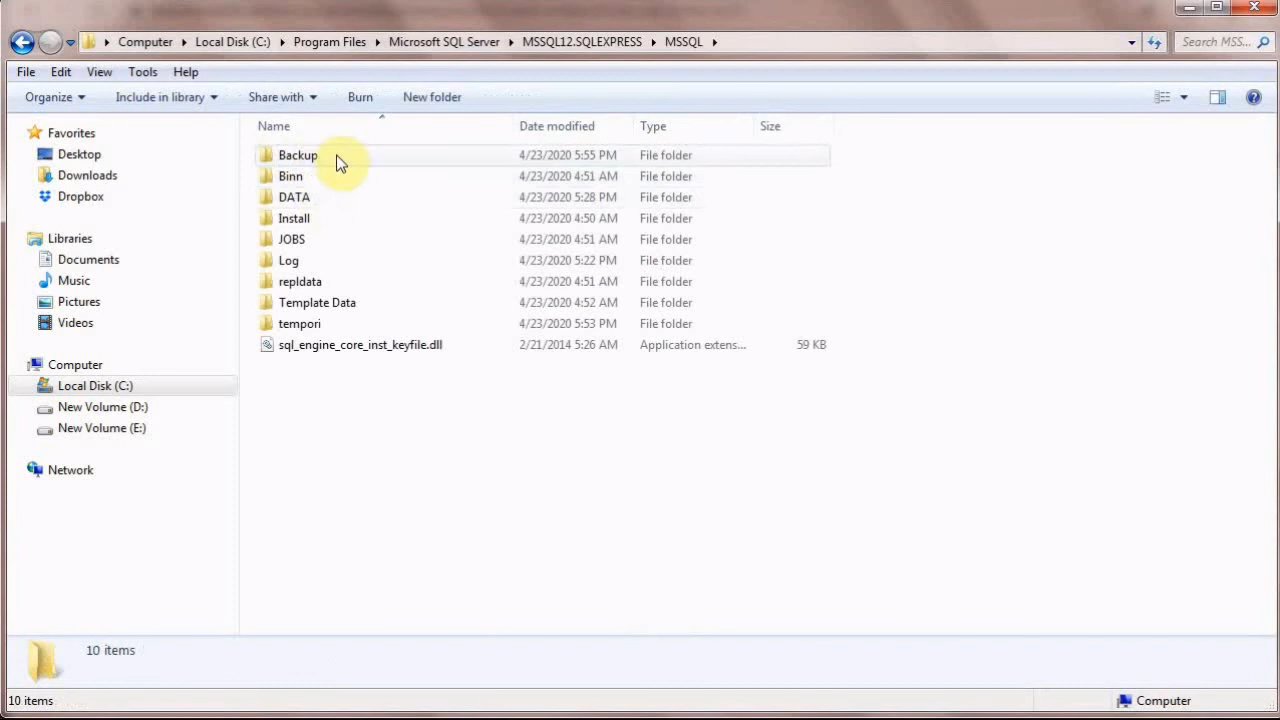 Computer Local Disk (C:) Program Files Microsoft SQL Server MSSQL12.SQLEXPRESS MSSQL Search MSS...
File Edit View Tools Help
Organize Include in library Share with Burn New folder
Favorites
Desktop
Downloads
Dropbox
Libraries
Documents
Music
Pictures
Videos
Computer
Local Disk (C:)
New Volume (D:)
New Volume (E:)
Network
Name Date modified Type Size
Backup 4/23/2020 5:55 PM File folder
Binn 4/23/2020 4:51 AM File folder
DATA 4/23/2020 5:28 PM File folder
Install 4/23/2020 4:50 AM File folder
JOBS 4/23/2020 4:51 AM File folder
Log 4/23/2020 5:22 PM File folder
repldata 4/23/2020 4:51 AM File folder
Template Data 4/23/2020 4:52 AM File folder
tempori 4/23/2020 5:53 PM File folder
sql_engine_core_inst_keyfile.dll 2/21/2014 5:26 AM Application extens... 59 KB
10 items
10 items Computer